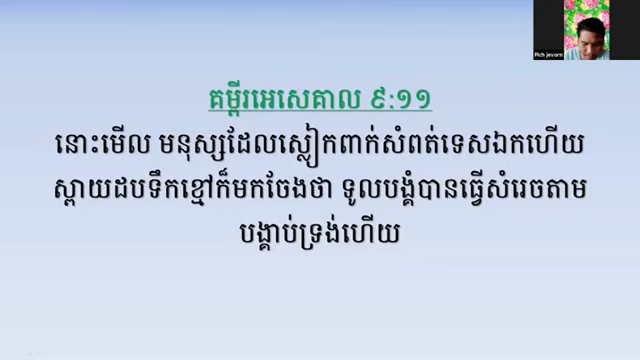 Pich jevorn
គម្ពីរអេសេគាល ៩:១១
នោះមើល មនុស្សដែលស្លៀកពាក់សំពត់ទេសឯកហើយ
ស្ពាយដបទឹកខ្មៅក៏មកចែងថា ទូលបង្គំបានធ្វើសំរេចតាម
បង្គាប់ទ្រង់ហើយ